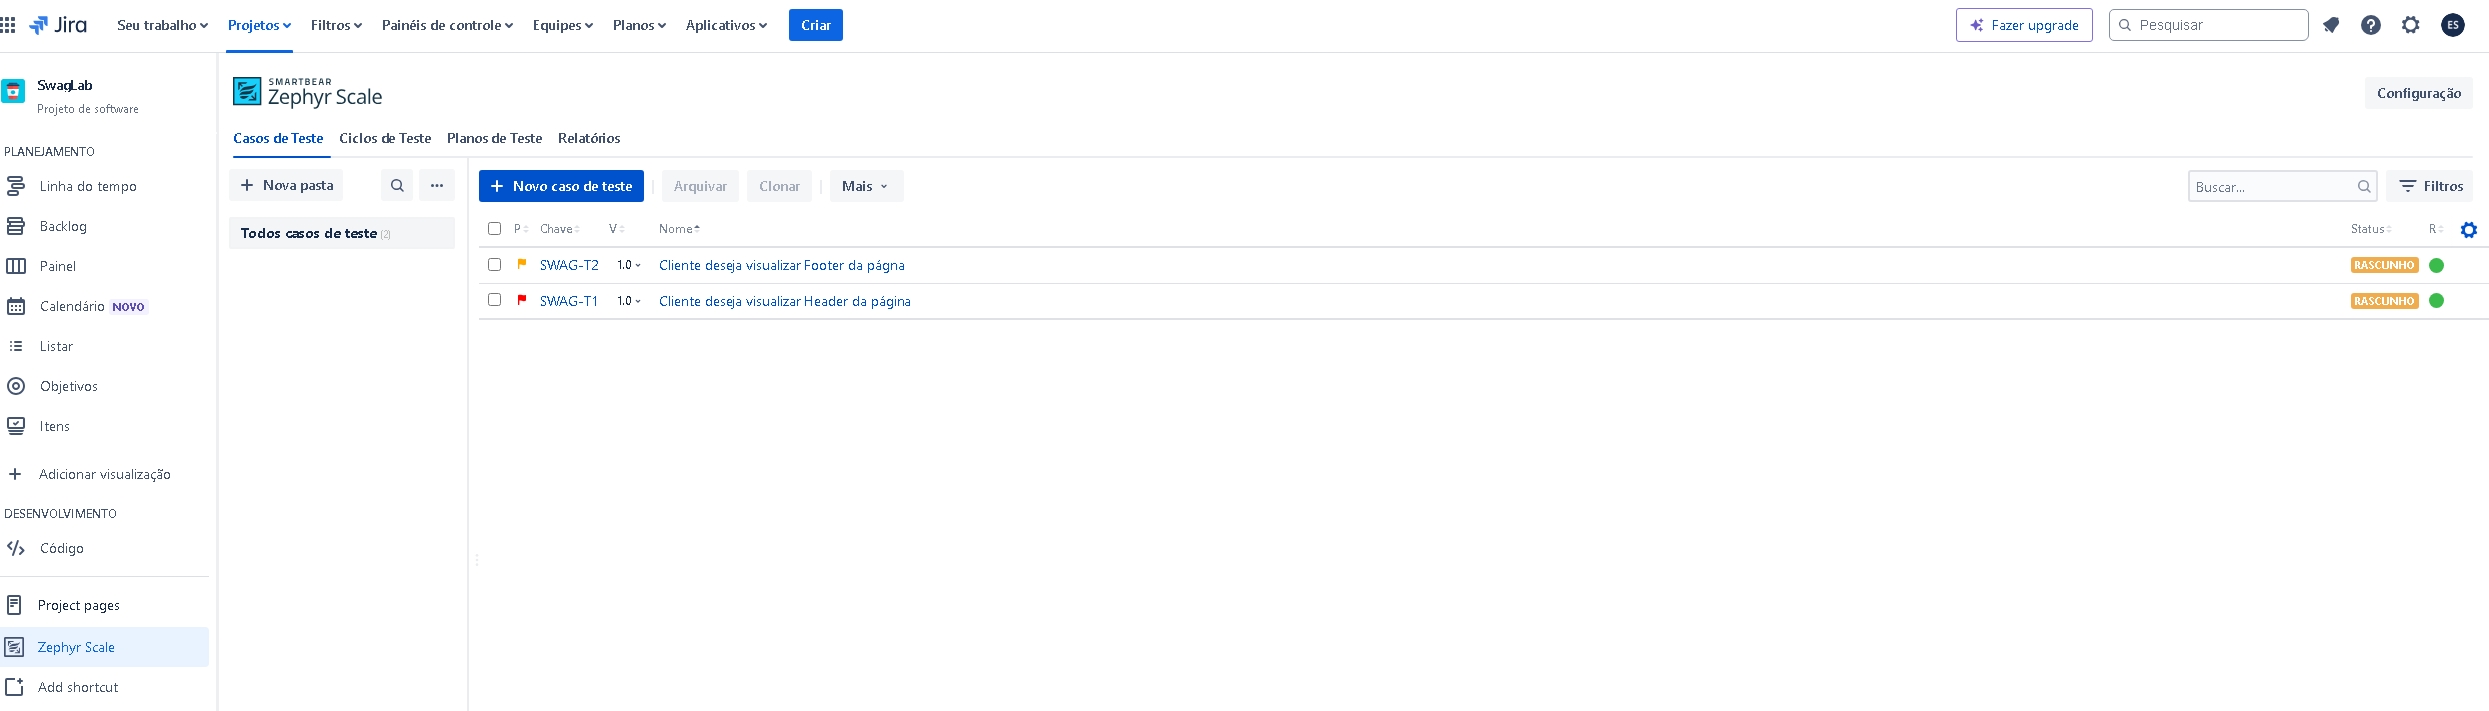 Jira Seu trabalho Projetos Filtros Painéis de controle Equipes Planos Aplicativos Criar Fazer upgrade Pesquisar ES
SwagLab
Projeto de software
PLANEJAMENTO
Linha do tempo
Backlog
Painel
Calendário NOVO
Listar
Objetivos
Itens
Adicionar visualização
DESENVOLVIMENTO
Código
Project pages
Zephyr Scale
Add shortcut
SMARTBEAR
Zephyr Scale
Configuração
Casos de Teste Ciclos de Teste Planos de Teste Relatórios
+ Nova pasta ...
Todos casos de teste (2)
+ Novo caso de teste Arquivar Clonar Mais Buscar... Filtros
P Chave V Nome Status R
SWAG-T2 1.0 Cliente deseja visualizar Footer da págna RASCUNHO
SWAG-T1 1.0 Cliente deseja visualizar Header da página RASCUNHO